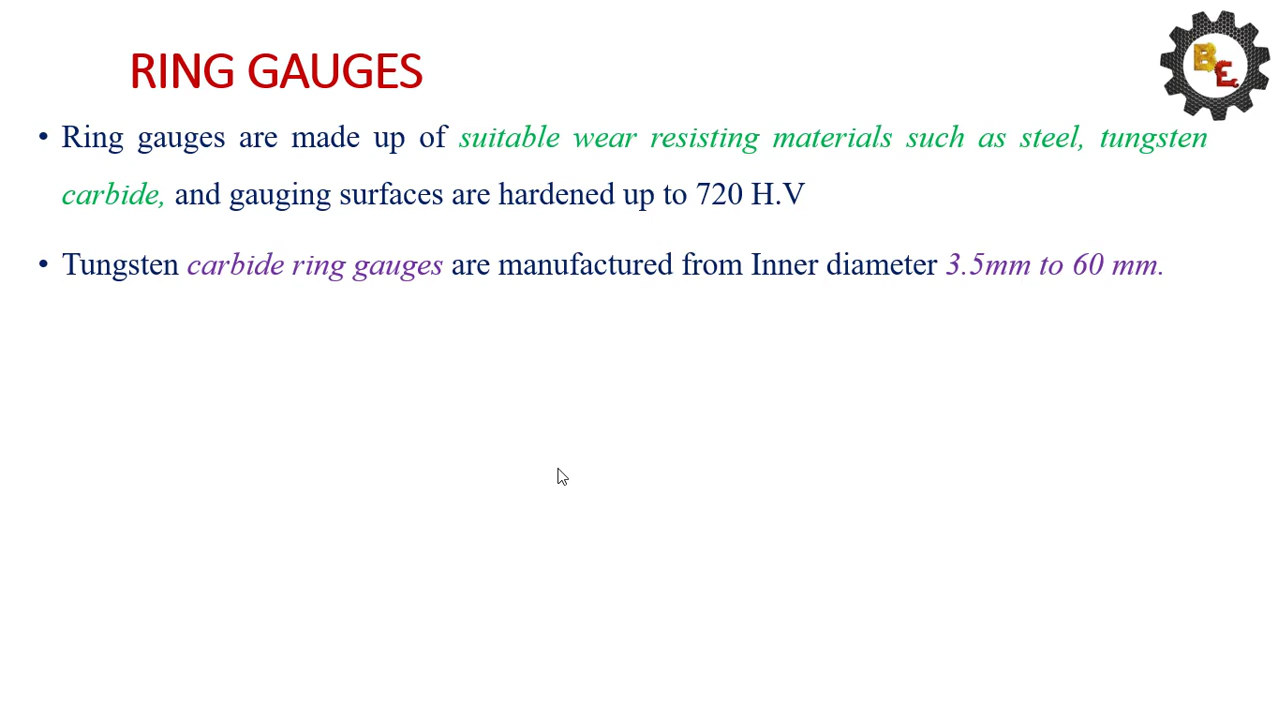 RING GAUGES
BE
• Ring gauges are made up of suitable wear resisting materials such as steel, tungsten
carbide, and gauging surfaces are hardened up to 720 H.V
• Tungsten carbide ring gauges are manufactured from Inner diameter 3.5mm to 60 mm.